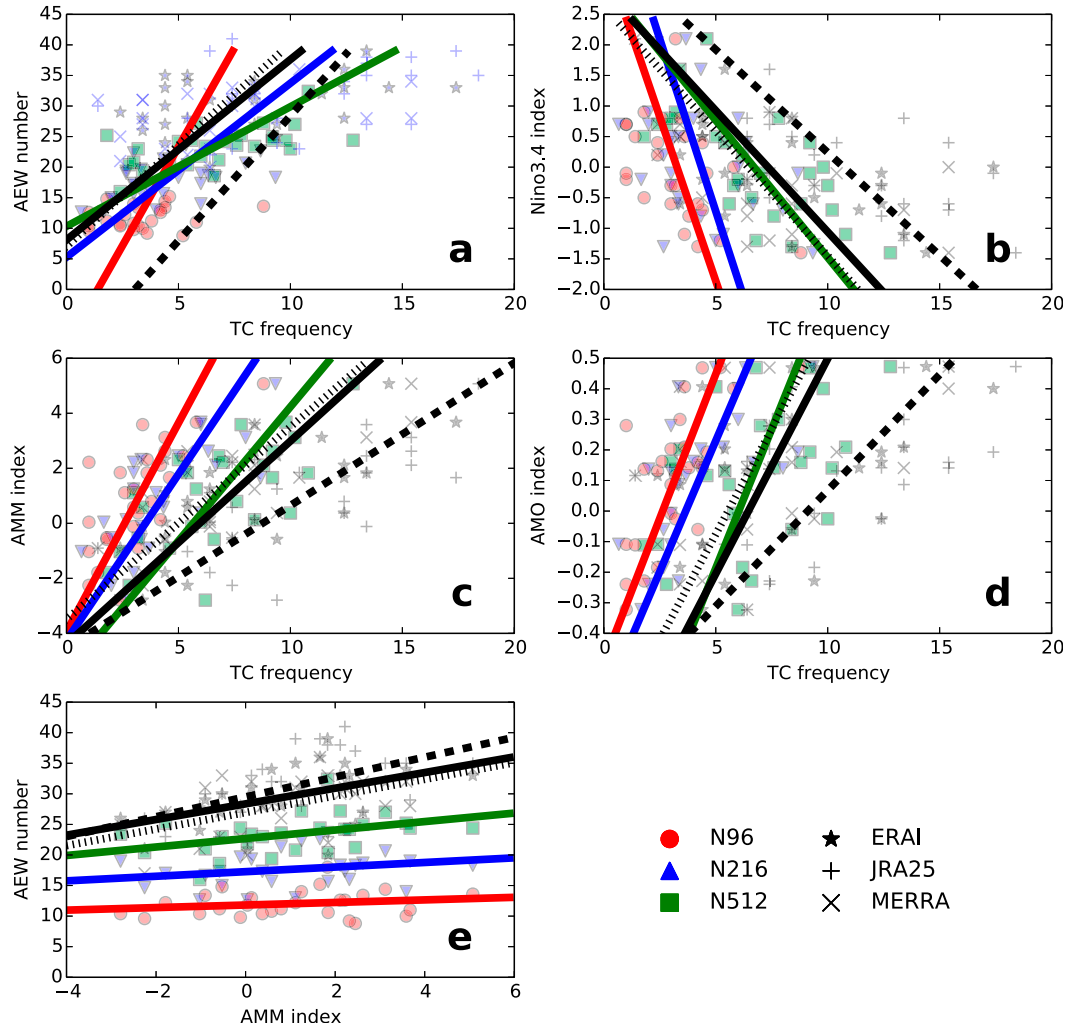 45
40
35
30
25
20
15
10
5
0
AEW number
0 5 10 15 20
TC frequency
a
2.5
2.0
1.5
1.0
0.5
0.0
−0.5
−1.0
−1.5
−2.0
Nino3.4 index
0 5 10 15 20
TC frequency
b
6
4
2
0
−2
−4
AMM index
0 5 10 15 20
TC frequency
c
0.5
0.4
0.3
0.2
0.1
0.0
−0.1
−0.2
−0.3
−0.4
AMO index
0 5 10 15 20
TC frequency
d
45
40
35
30
25
20
15
10
5
0
AEW number
−4 −2 0 2 4 6
AMM index
e
N96
N216
N512
ERAI
JRA25
MERRA